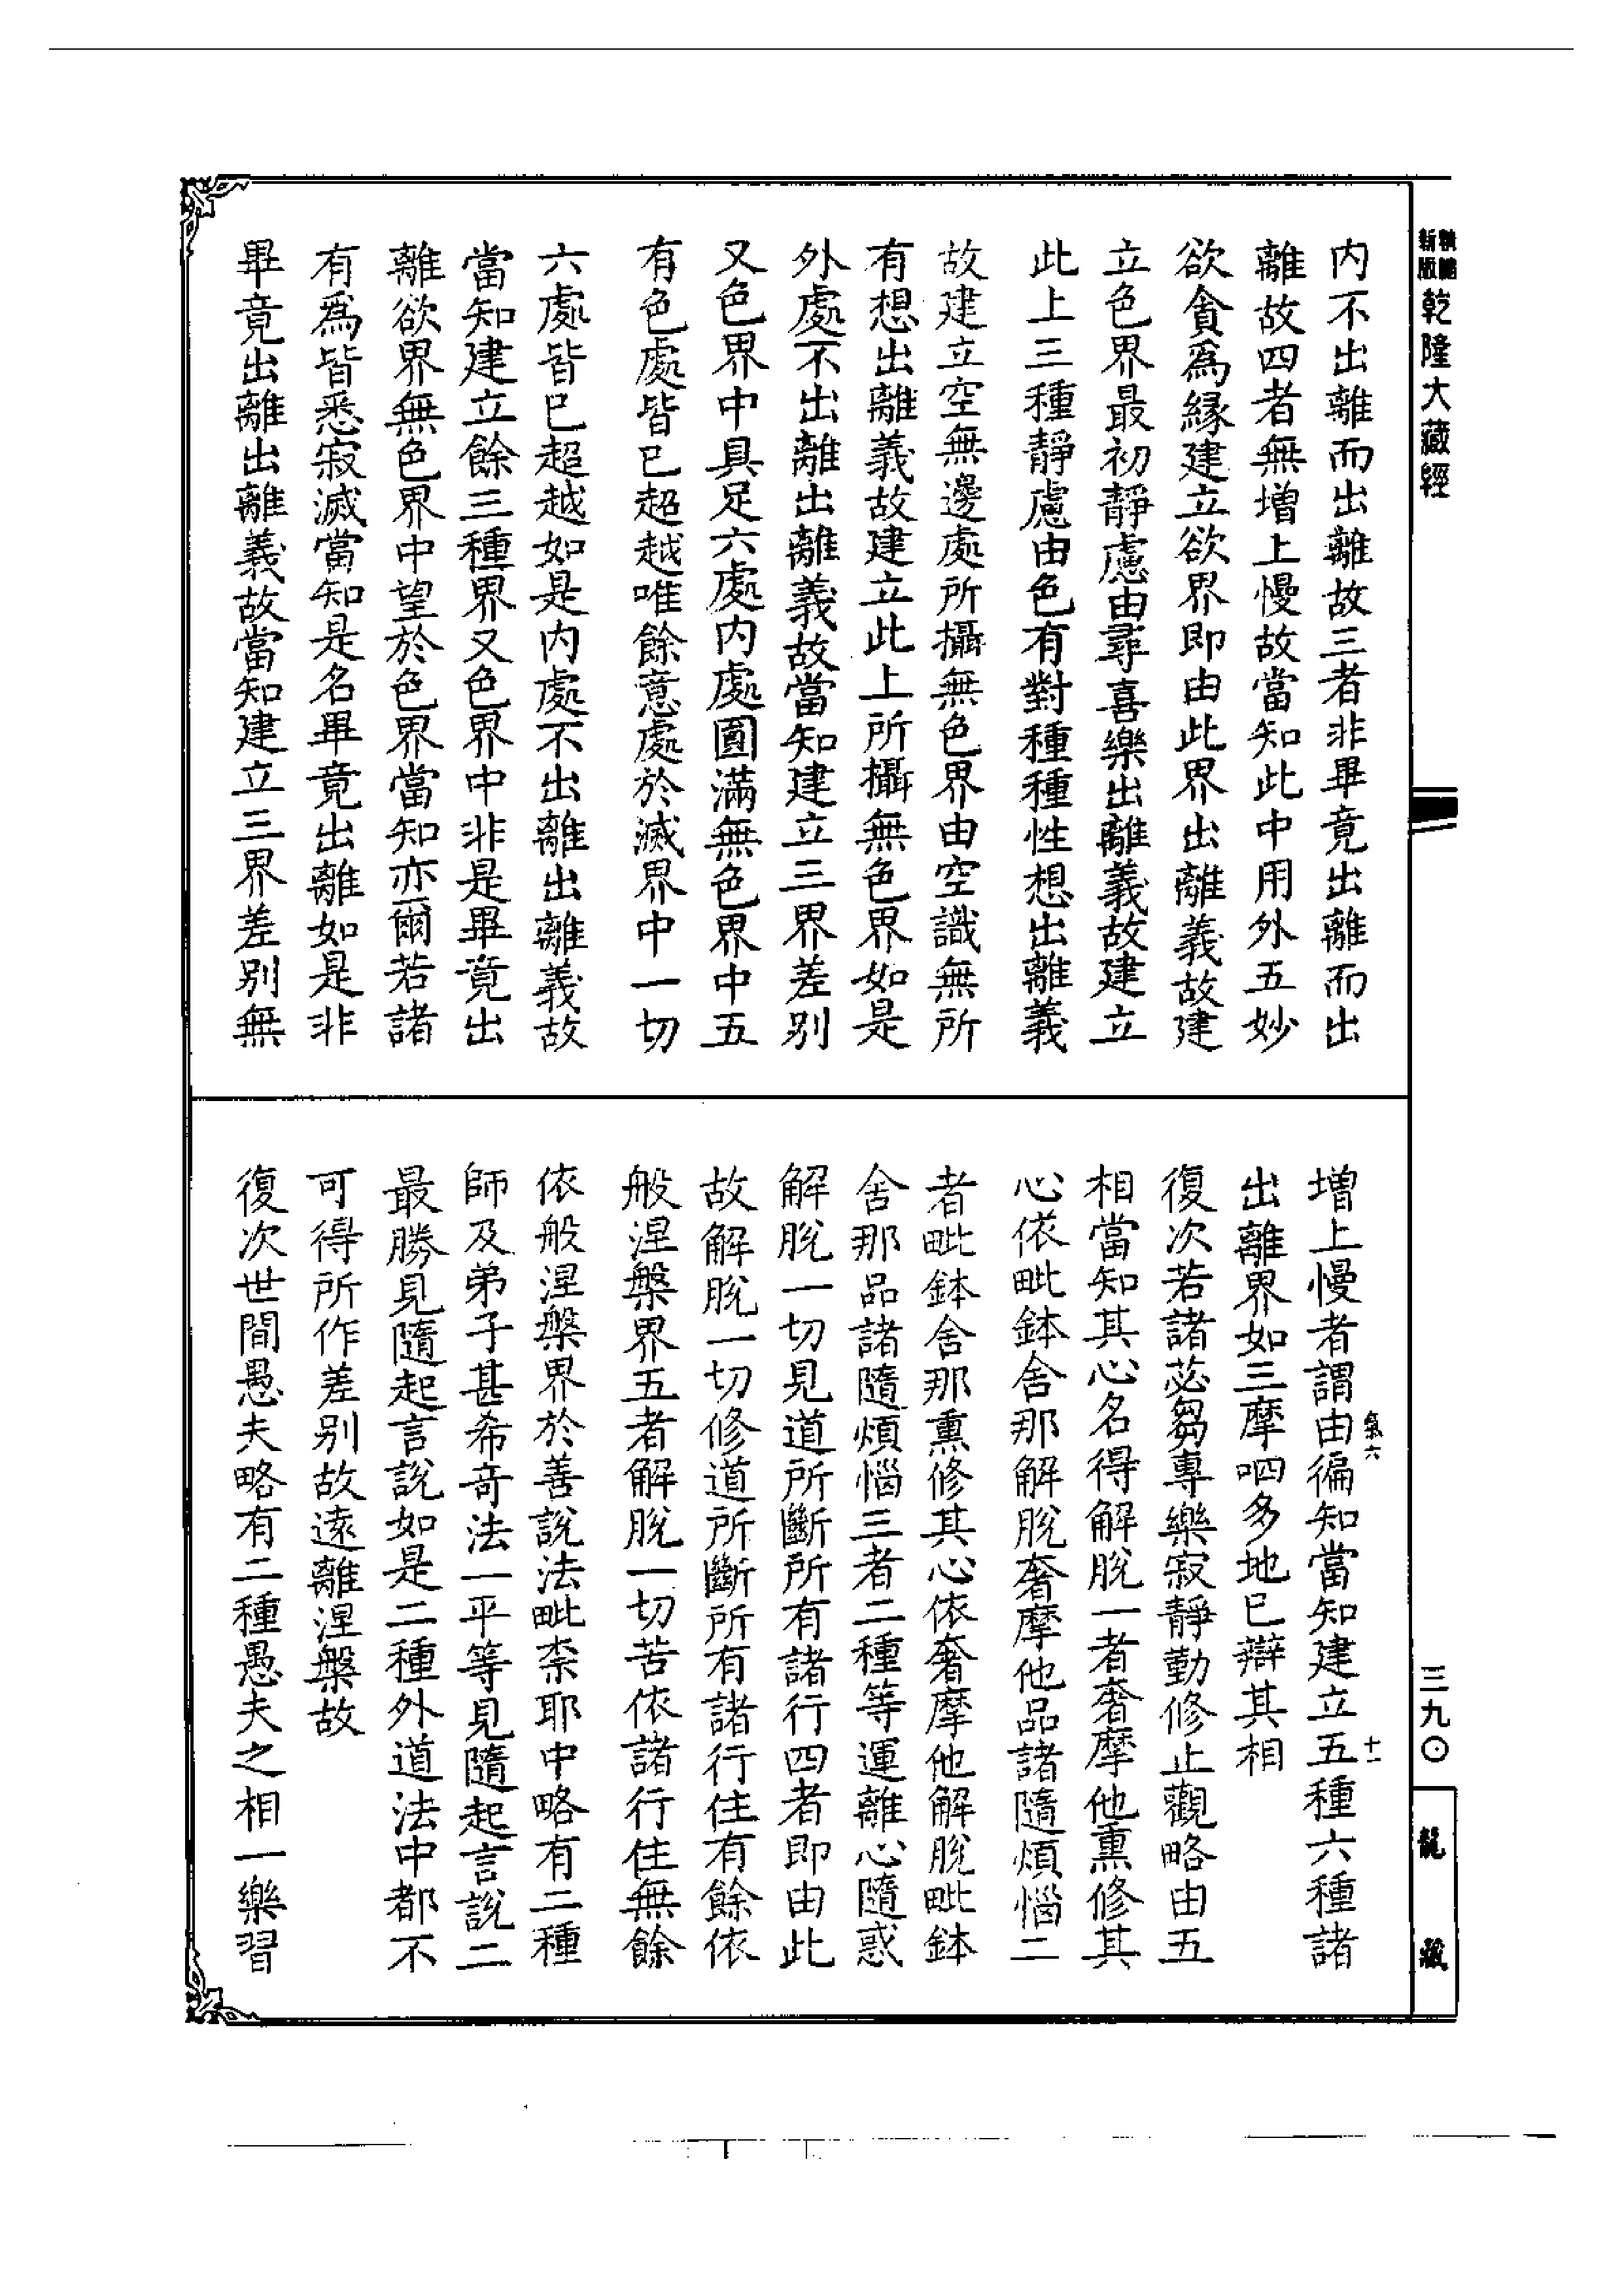 新版
乾隆大藏經
內不出離而出離故三者非畢竟出離而出
離故四者無增上慢故當知此中用外五妙
欲貪爲緣建立欲界即由此界出離義故建
立色界最初靜慮由尋喜樂出離義故建立
此上三種靜慮由色有對種種性想出離義
故建立空無邊處所攝無色界由空識無所
有想出離義故建立此上所攝無色界如是
外處不出離出離義故當知建立三界差别
又色界中具足六處內處圓滿無色界中五
有色處皆已超越唯餘意處於滅界中一切
六處皆已超越如是內處不出離出離義故
當知建立餘三種界又色界中非是畢竟出
離欲界無色界中望於色界當知亦爾若諸
有爲皆悉寂滅當知是名畢竟出離如是非
畢竟出離出離義故當知建立三界差別無
增上慢者謂由徧知當知建立五種六種諸
出離界如三摩呬多地已辯其相
復次若諸苾芻專樂寂靜勤修止觀略由五
相當知其心名得解脫一者奢摩他熏修其
心依毗鉢舍那解脫奢摩他品諸隨煩惱二
者毗鉢舍那熏修其心依奢摩他解脫毗鉢
舍那品諸隨煩惱三者二種等運離心隨惑
解脫一切見道所斷所有諸行四者即由此
故解脫一切修道所斷所有諸行住有餘依
般涅槃界五者解脫一切苦依諸行住無餘
依般涅槃界於善說法毗柰耶中略有二種
師及弟子甚希奇法一平等見隨起言說二
最勝見隨起言說如是二種外道法中都不
可得所作差别故遠離涅槃故
復次世間愚夫略有二種愚夫之相一樂習
氣六
十一
三九〇
龍藏